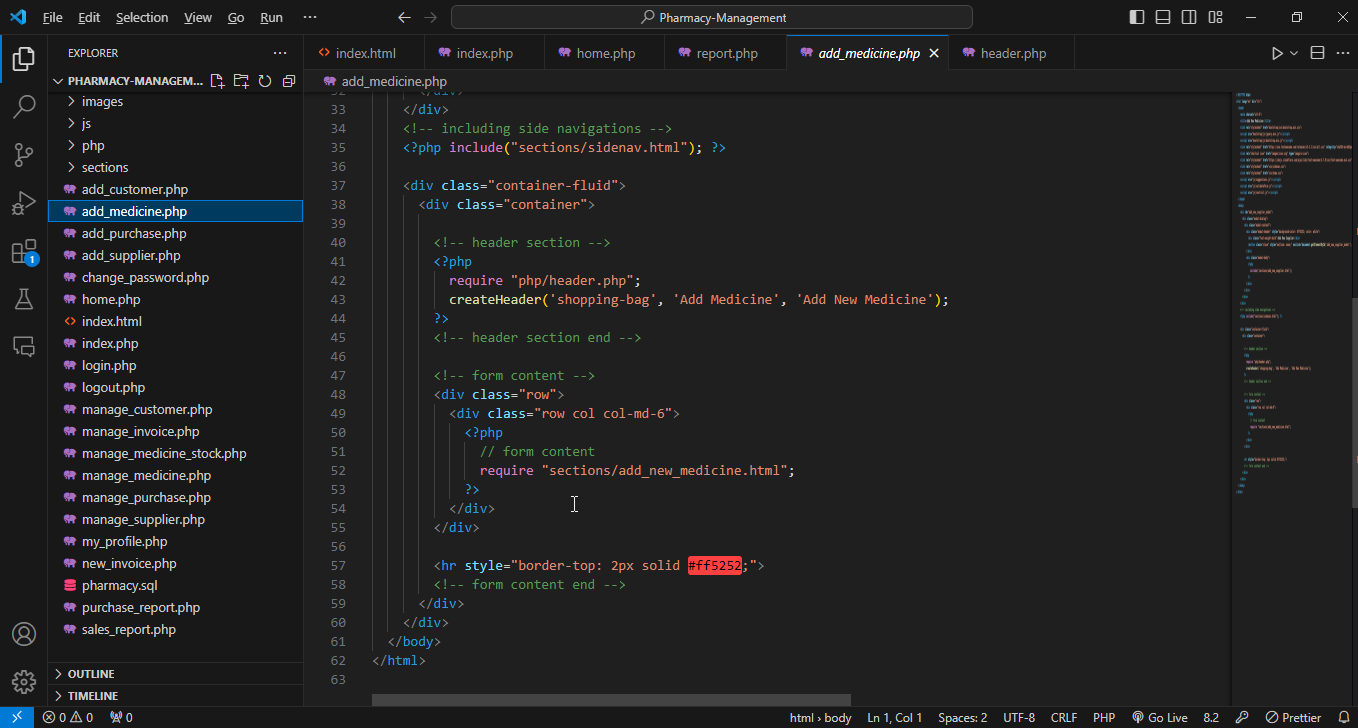 File Edit Selection View Go Run ··· Pharmacy-Management
EXPLORER ···
PHARMACY-MANAGEM...
images
js
php
sections
add_customer.php
add_medicine.php
add_purchase.php
add_supplier.php
change_password.php
home.php
index.html
index.php
login.php
logout.php
manage_customer.php
manage_invoice.php
manage_medicine_stock.php
manage_medicine.php
manage_purchase.php
manage_supplier.php
my_profile.php
new_invoice.php
pharmacy.sql
purchase_report.php
sales_report.php
OUTLINE
TIMELINE
1
<> index.html index.php home.php report.php add_medicine.php header.php
add_medicine.php
32 </div>
33 </div>
34 <!-- including side navigations -->
35 <?php include("sections/sidenav.html"); ?>
36
37 <div class="container-fluid">
38 <div class="container">
39
40 <!-- header section -->
41 <?php
42 require "php/header.php";
43 createHeader('shopping-bag', 'Add Medicine', 'Add New Medicine');
44 ?>
45 <!-- header section end -->
46
47 <!-- form content -->
48 <div class="row">
49 <div class="row col col-md-6">
50 <?php
51 // form content
52 require "sections/add_new_medicine.html";
53 ?>
54 </div>
55 </div>
56
57 <hr style="border-top: 2px solid #ff5252;">
58 <!-- form content end -->
59 </div>
60 </div>
61 </body>
62 </html>
63
0 0 0 html › body Ln 1, Col 1 Spaces: 2 UTF-8 CRLF PHP Go Live 8.2 Prettier